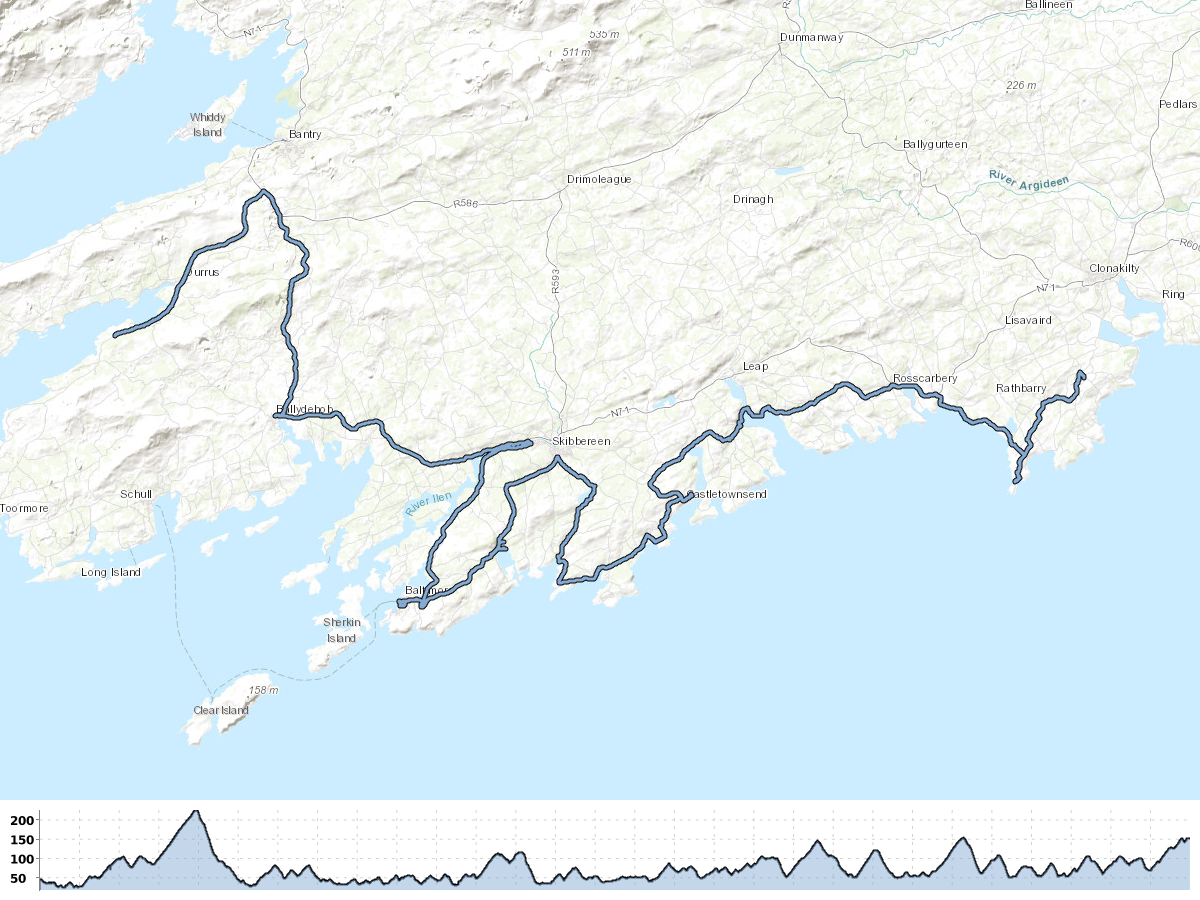 Ballineen
N71
535 m
Dunmanway
511 m
226 m
Pedlars
Whiddy
Island
Bantry
Ballygurteen
Drimoleague
River Argideen
R586
Drinagh
R600
Durrus
Clonakilty
R593
N71
Ring
Lisavaird
Leap
Rosscarbery
Rathbarry
Ballydehob
N71
Skibbereen
Schull
Castletownsend
River Ilen
Toormore
Long Island
Baltimore
Sherkin
Island
158 m
Clear Island
200
150
100
50